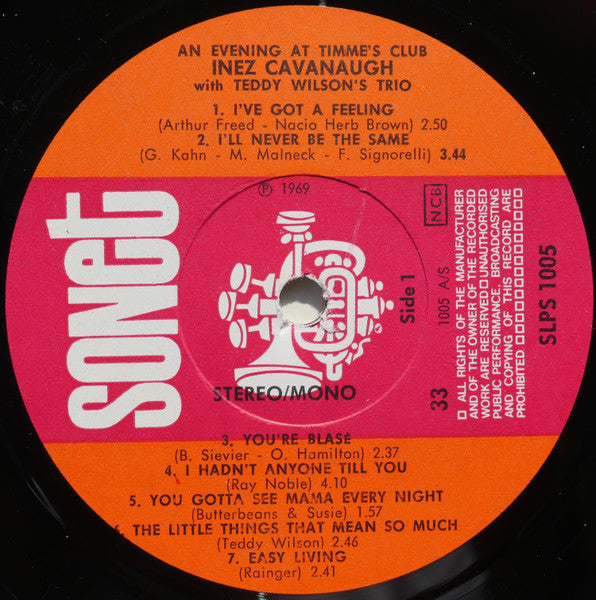 AN EVENING AT TIMME'S CLUB
INEZ CAVANAUGH
with TEDDY WILSON'S TRIO
1. I'VE GOT A FEELING
(Arthur Freed - Nacio Herb Brown) 2.50
2. I'LL NEVER BE THE SAME
(G. Kahn - M. Malneck - F. Signorelli) 3.44
sonet
℗ 1969
STEREO/MONO
Side 1
1005 A/S
NCB
33
□ ALL RIGHTS OF THE MANUFACTURER
AND OF THE OWNER OF THE RECORDED
WORK ARE RESERVED □ UNAUTHORISED
PUBLIC PERFORMANCE, BROADCASTING
AND COPYING OF THIS RECORD ARE
PROHIBITED □□□□□□□□□□□□
SLPS 1005
3. YOU'RE BLASÉ
(B. Sievier - O. Hamilton) 2.37
4. I HADN'T ANYONE TILL YOU
(Ray Noble) 4.10
5. YOU GOTTA SEE MAMA EVERY NIGHT
(Butterbeans & Susie) 1.57
6. THE LITTLE THINGS THAT MEAN SO MUCH
(Teddy Wilson) 2.46
7. EASY LIVING
(Rainger) 2.41